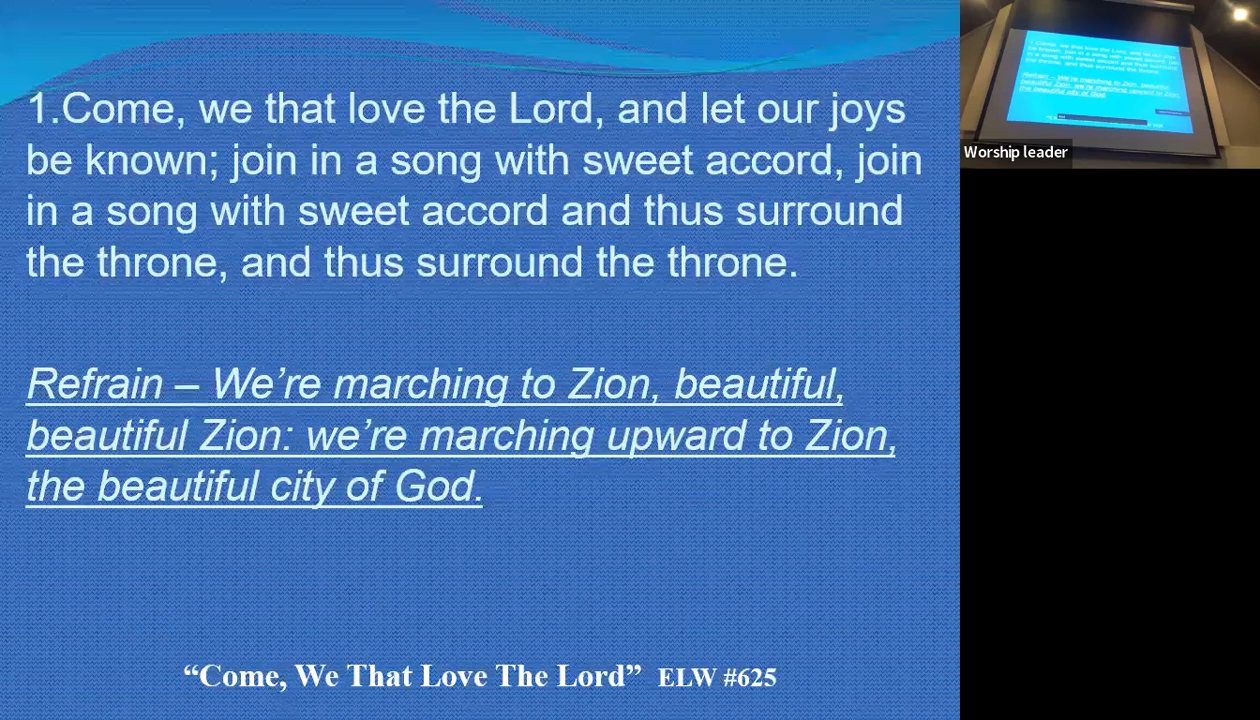 1.Come, we that love the Lord, and let our joys
be known; join in a song with sweet accord, join
in a song with sweet accord and thus surround
the throne, and thus surround the throne.
Refrain – We’re marching to Zion, beautiful,
beautiful Zion: we’re marching upward to Zion,
the beautiful city of God.
“Come, We That Love The Lord” ELW #625
Worship leader